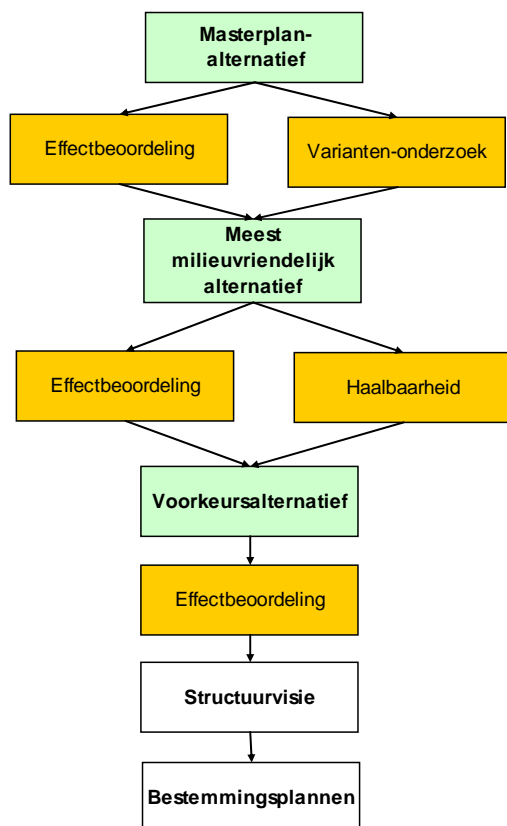 Masterplan-
alternatief
Effectbeoordeling
Varianten-onderzoek
Meest
milieuvriendelijk
alternatief
Effectbeoordeling
Haalbaarheid
Voorkeursalternatief
Effectbeoordeling
Structuurvisie
Bestemmingsplannen